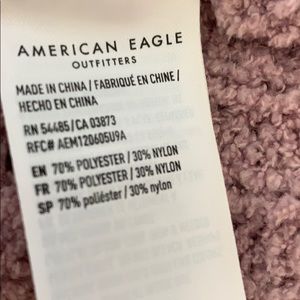 AMERICAN EAGLE
OUTFITTERS
MADE IN CHINA / FABRIQUÉ EN CHINE /
HECHO EN CHINA
RN 54485/CA 03873
RFC# AEM120605U9A
EN 70% POLYESTER / 30% NYLON
FR 70% POLYESTER / 30% NYLON
SP 70% poliéster / 30% nylon